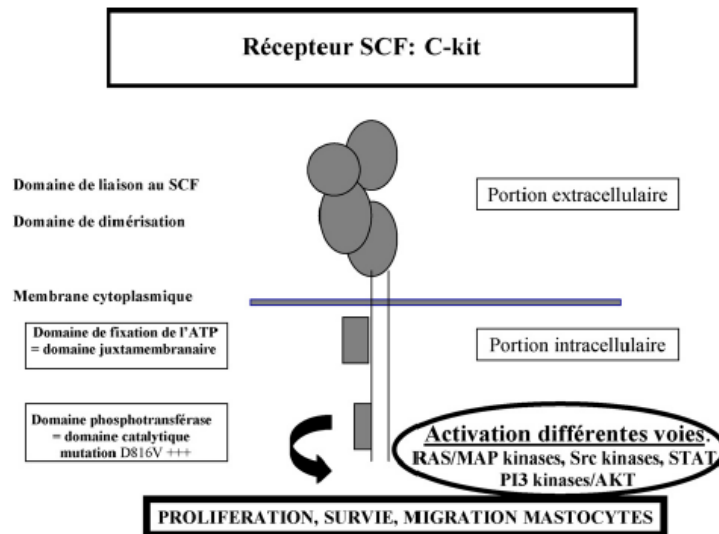 Récepteur SCF: C-kit
Domaine de liaison au SCF
Portion extracellulaire
Domaine de dimérisation
Membrane cytoplasmique
Domaine de fixation de l'ATP
= domaine juxtamembranaire
Portion intracellulaire
Domaine phosphotransférase
= domaine catalytique
mutation D816V +++
Activation différentes voies.
RAS/MAP kinases, Src kinases, STAT
PI3 kinases/AKT
PROLIFERATION, SURVIE, MIGRATION MASTOCYTES